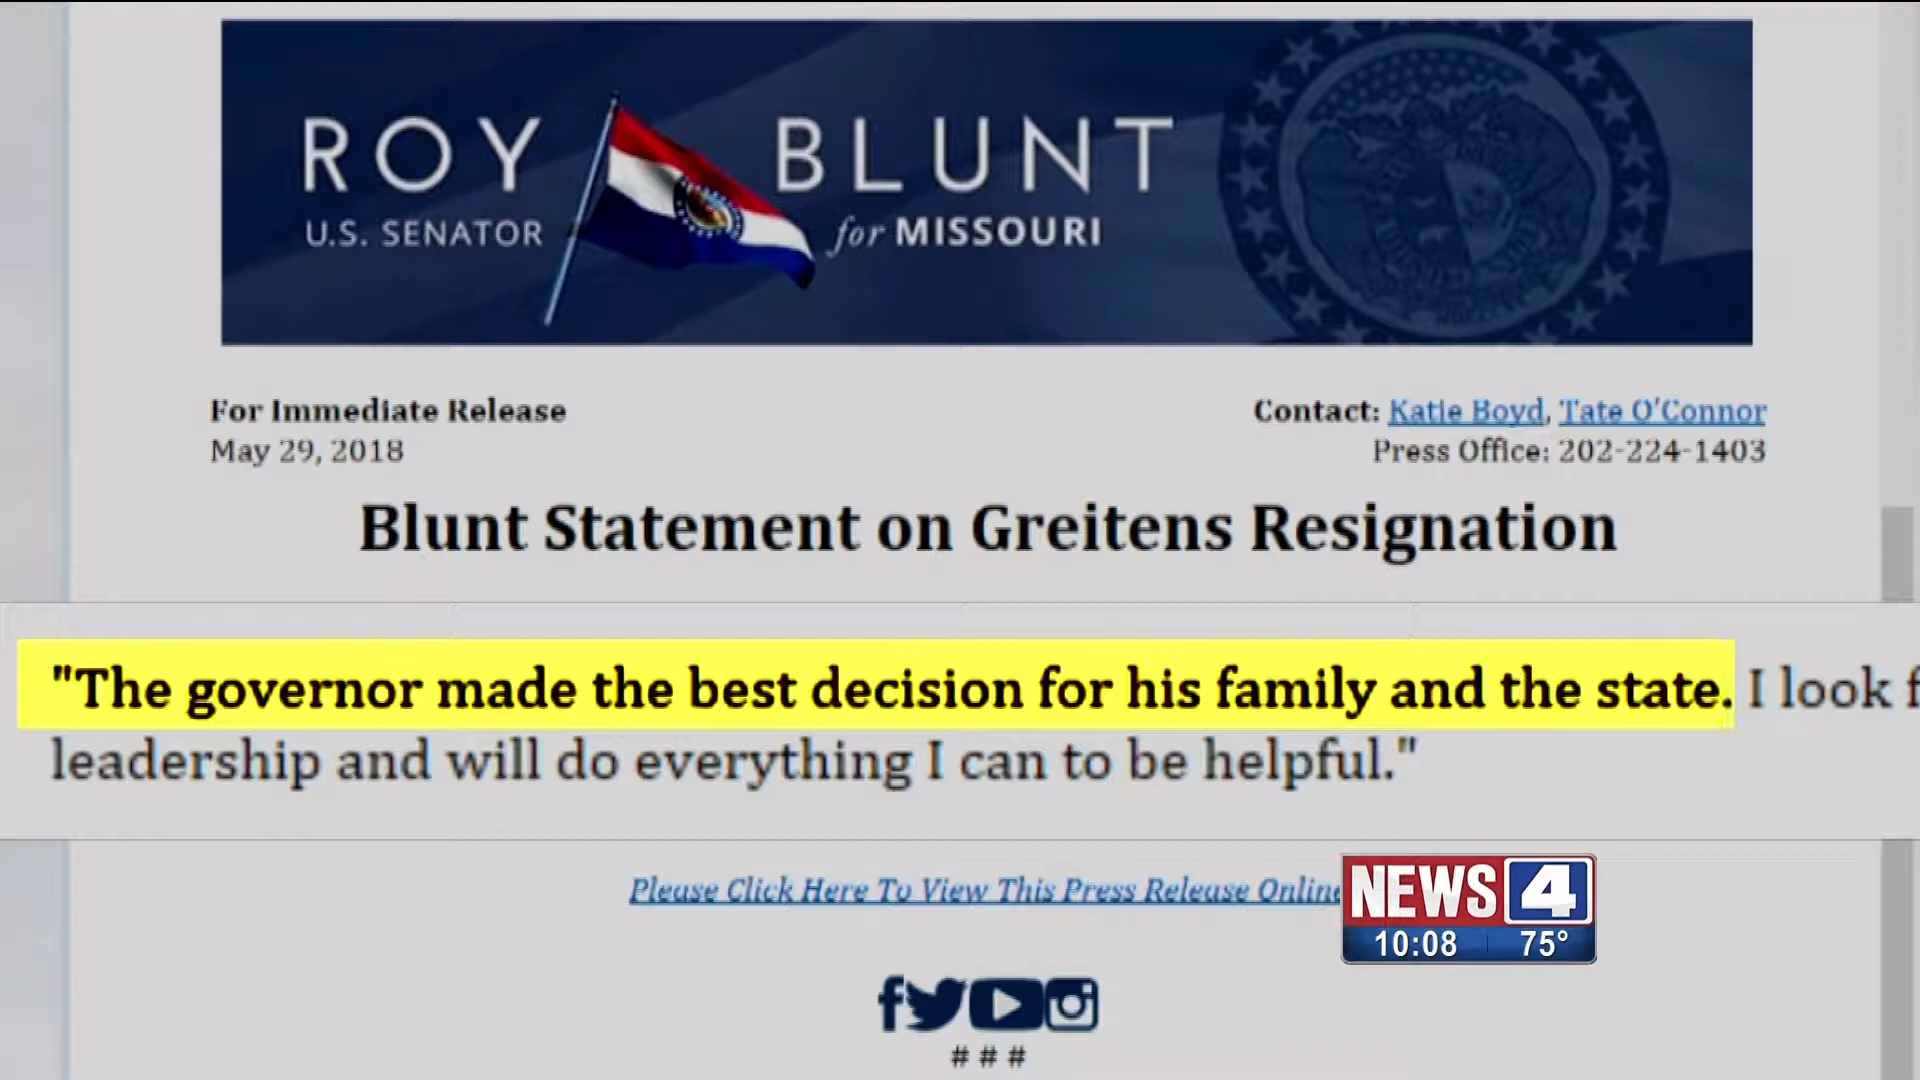 ROY BLUNT
U.S. SENATOR for MISSOURI
For Immediate Release
May 29, 2018
Contact: Katie Boyd, Tate O'Connor
Press Office: 202-224-1403
Blunt Statement on Greitens Resignation
"The governor made the best decision for his family and the state. I look f
leadership and will do everything I can to be helpful."
Please Click Here To View This Press Release Online
NEWS 4
10:08 75°
# # #